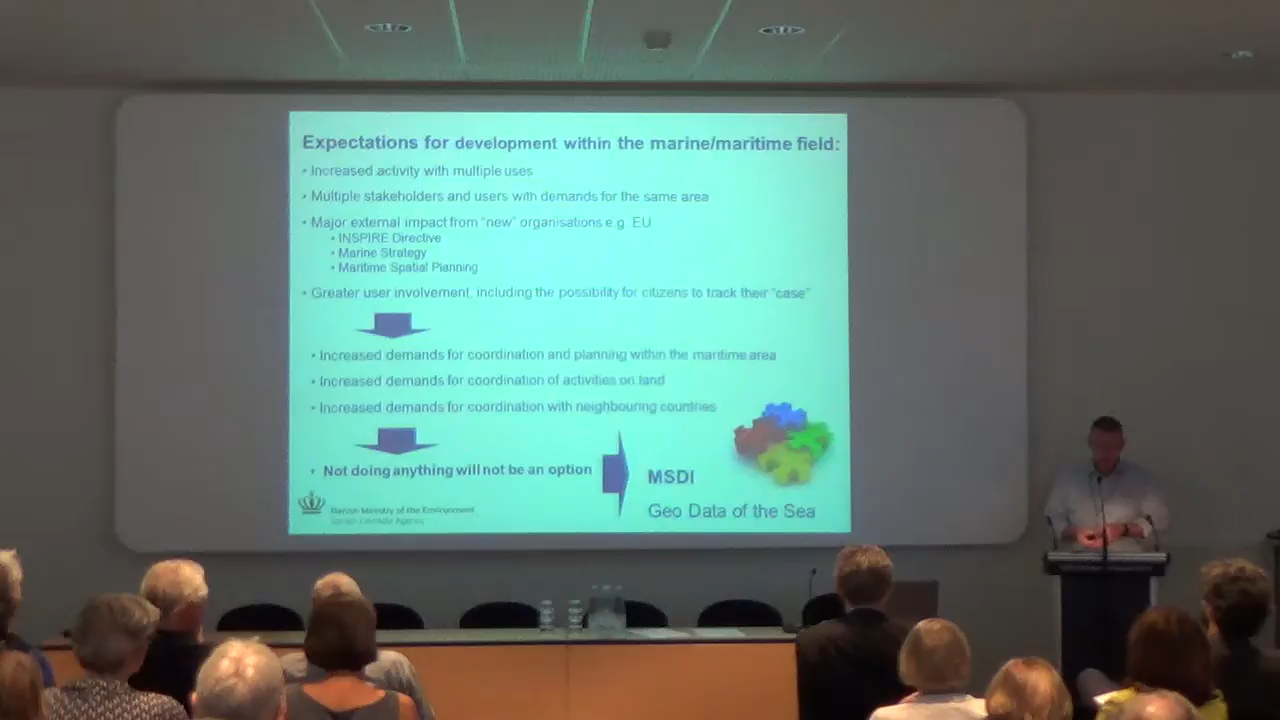 Expectations for development within the marine/maritime field:
• Increased activity with multiple uses
• Multiple stakeholders and users with demands for the same area
• Major external impact from "new" organisations e.g. EU
• INSPIRE Directive
• Marine Strategy
• Maritime Spatial Planning
• Greater user involvement, including the possibility for citizens to track their "case"
• Increased demands for coordination and planning within the maritime area
• Increased demands for coordination of activities on land
• Increased demands for coordination with neighbouring countries
• Not doing anything will not be an option
MSDI
Geo Data of the Sea
Danish Ministry of the Environment
Danish Geodata Agency